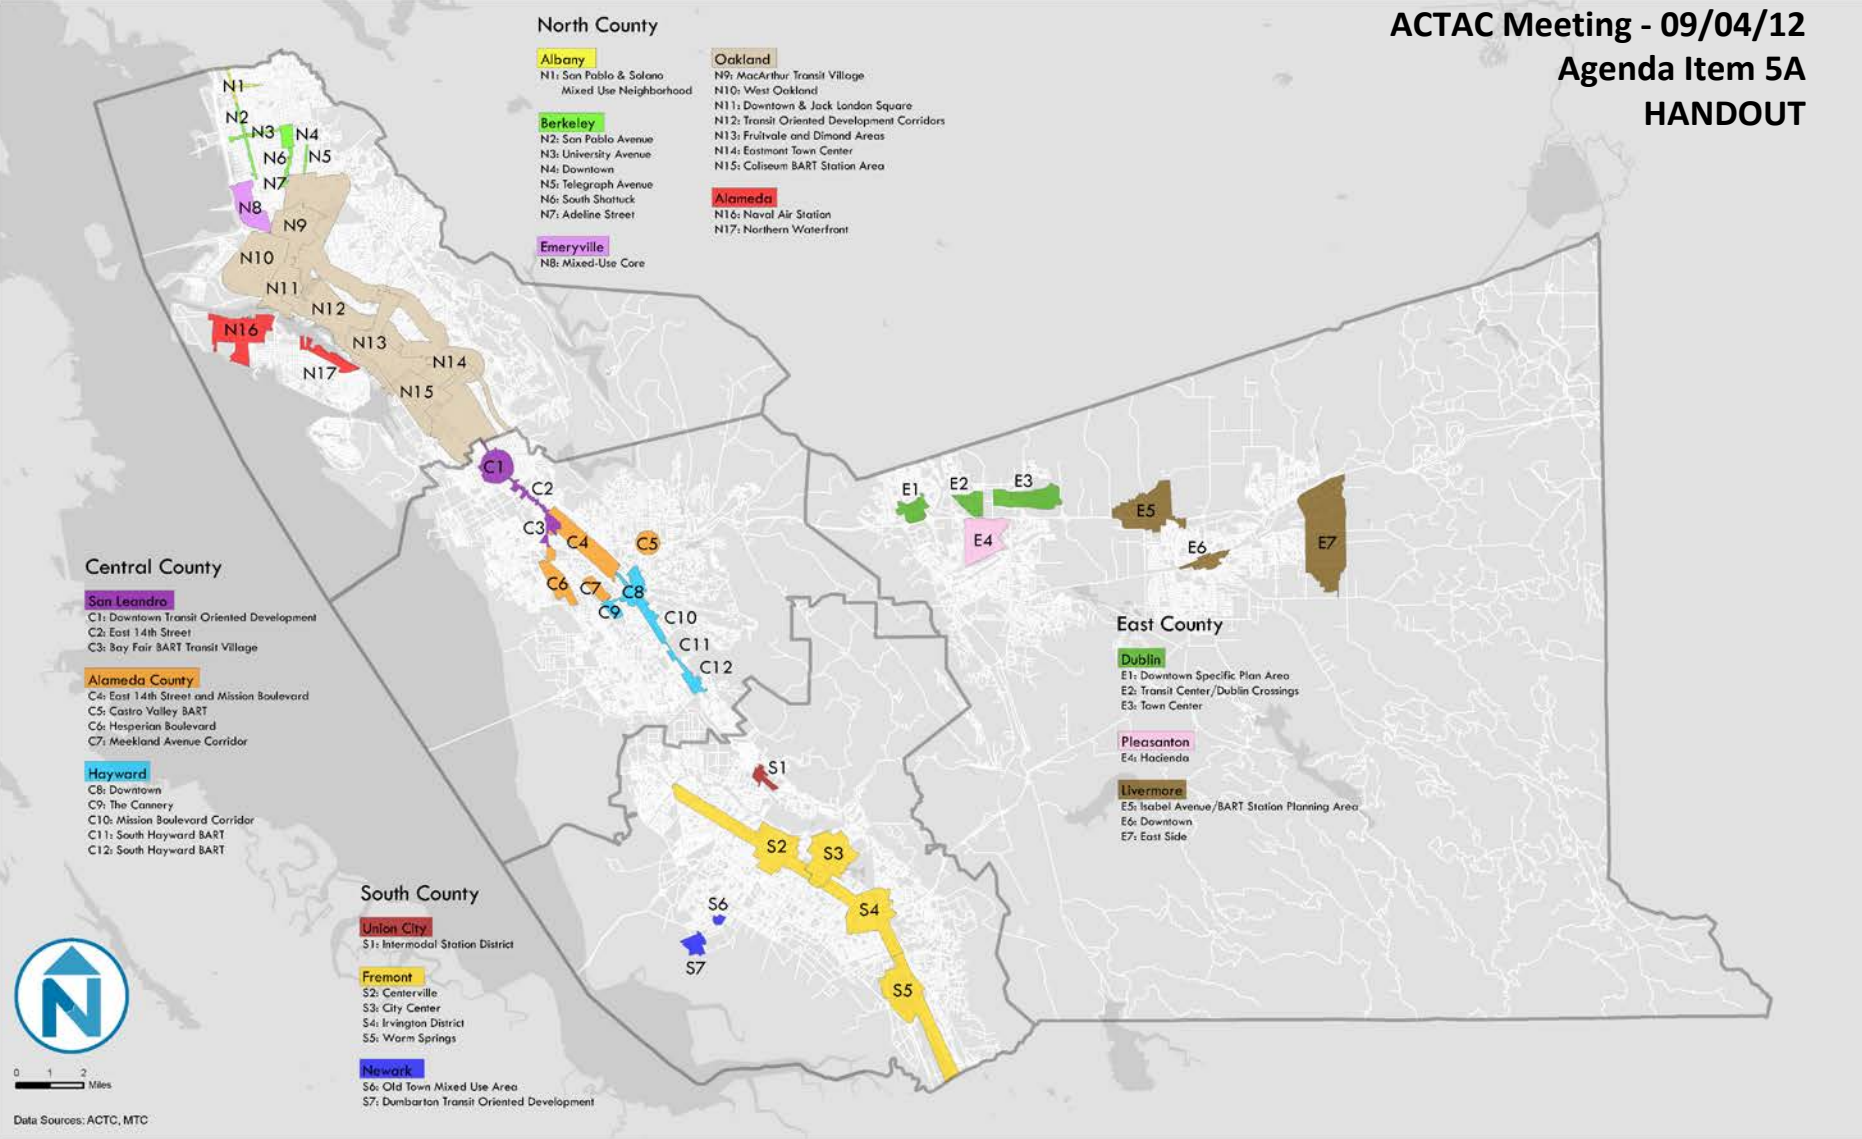 ACTAC Meeting - 09/04/12
Agenda Item 5A
HANDOUT
North County
Albany
N1: San Pablo & Solano
Mixed Use Neighborhood
Berkeley
N2: San Pablo Avenue
N3: University Avenue
N4: Downtown
N5: Telegraph Avenue
N6: South Shattuck
N7: Adeline Street
Emeryville
N8: Mixed-Use Core
Oakland
N9: MacArthur Transit Village
N10: West Oakland
N11: Downtown & Jack London Square
N12: Transit Oriented Development Corridors
N13: Fruitvale and Dimond Areas
N14: Eastmont Town Center
N15: Coliseum BART Station Area
Alameda
N16: Naval Air Station
N17: Northern Waterfront
N1
N2
N3
N4
N6
N5
N7
N8
N9
N10
N11
N12
N16
N13
N17
N14
N15
C1
C2
C3
C4
C5
C6
C7
C8
C9
C10
C11
C12
E1
E2
E3
E4
E5
E6
E7
S1
S2
S3
S4
S5
S6
S7
Central County
San Leandro
C1: Downtown Transit Oriented Development
C2: East 14th Street
C3: Bay Fair BART Transit Village
Alameda County
C4: East 14th Street and Mission Boulevard
C5: Castro Valley BART
C6: Hesperian Boulevard
C7: Meekland Avenue Corridor
Hayward
C8: Downtown
C9: The Cannery
C10: Mission Boulevard Corridor
C11: South Hayward BART
C12: South Hayward BART
East County
Dublin
E1: Downtown Specific Plan Area
E2: Transit Center/Dublin Crossings
E3: Town Center
Pleasanton
E4: Hacienda
Livermore
E5: Isabel Avenue/BART Station Planning Area
E6: Downtown
E7: East Side
South County
Union City
S1: Intermodal Station District
Fremont
S2: Centerville
S3: City Center
S4: Irvington District
S5: Warm Springs
Newark
S6: Old Town Mixed Use Area
S7: Dumbarton Transit Oriented Development
N
0 1 2
Miles
Data Sources: ACTC, MTC